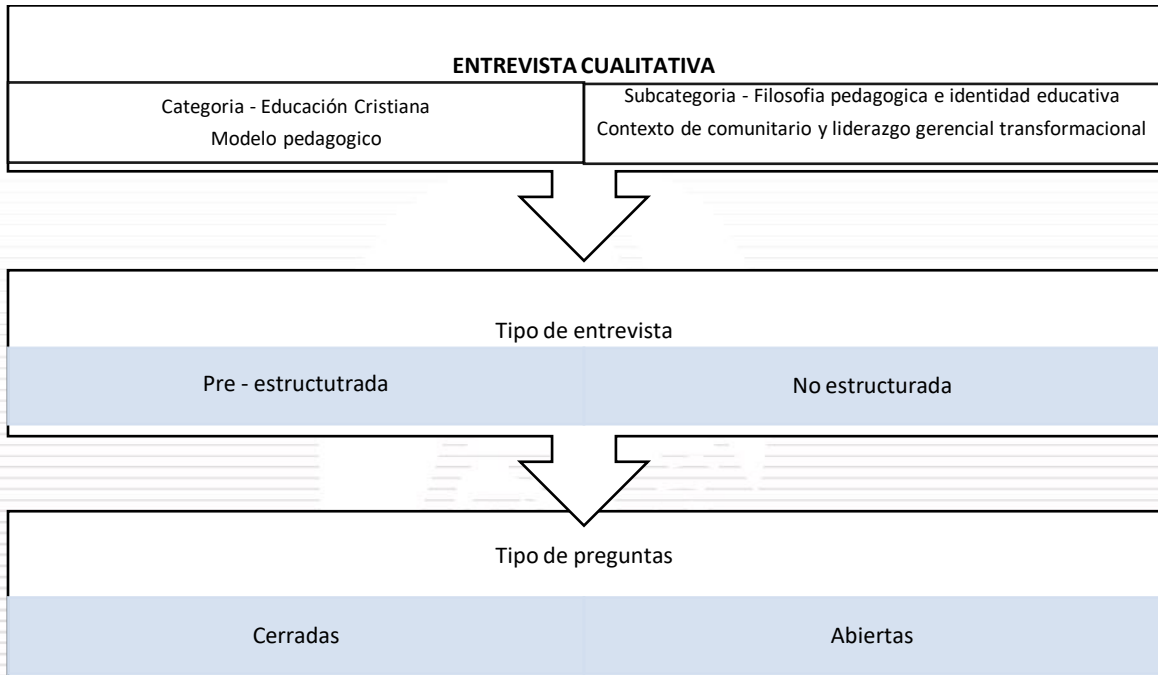 ENTREVISTA CUALITATIVA
Categoria - Educación Cristiana
Modelo pedagogico
Subcategoria - Filosofia pedagogica e identidad educativa
Contexto de comunitario y liderazgo gerencial transformacional
Tipo de entrevista
Pre - estructutrada
No estructurada
Tipo de preguntas
Cerradas
Abiertas